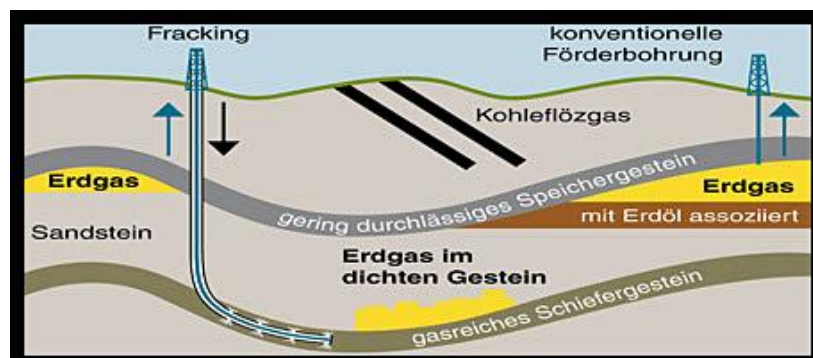 Fracking
konventionelle
Förderbohrung
Kohleflözgas
Erdgas
gering durchlässiges Speichergestein
Erdgas
mit Erdöl assoziiert
Sandstein
Erdgas im
dichten Gestein
gasreiches Schiefergestein